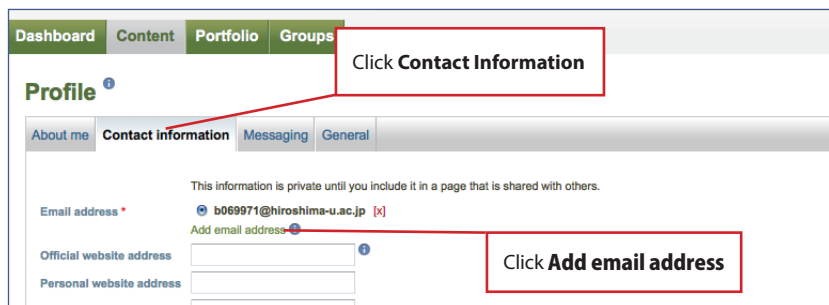 Dashboard Content Portfolio Groups
Click Contact Information
Profile
About me Contact information Messaging General
This information is private until you include it in a page that is shared with others.
Email address * b069971@hiroshima-u.ac.jp [x]
Add email address
Click Add email address
Official website address
Personal website address